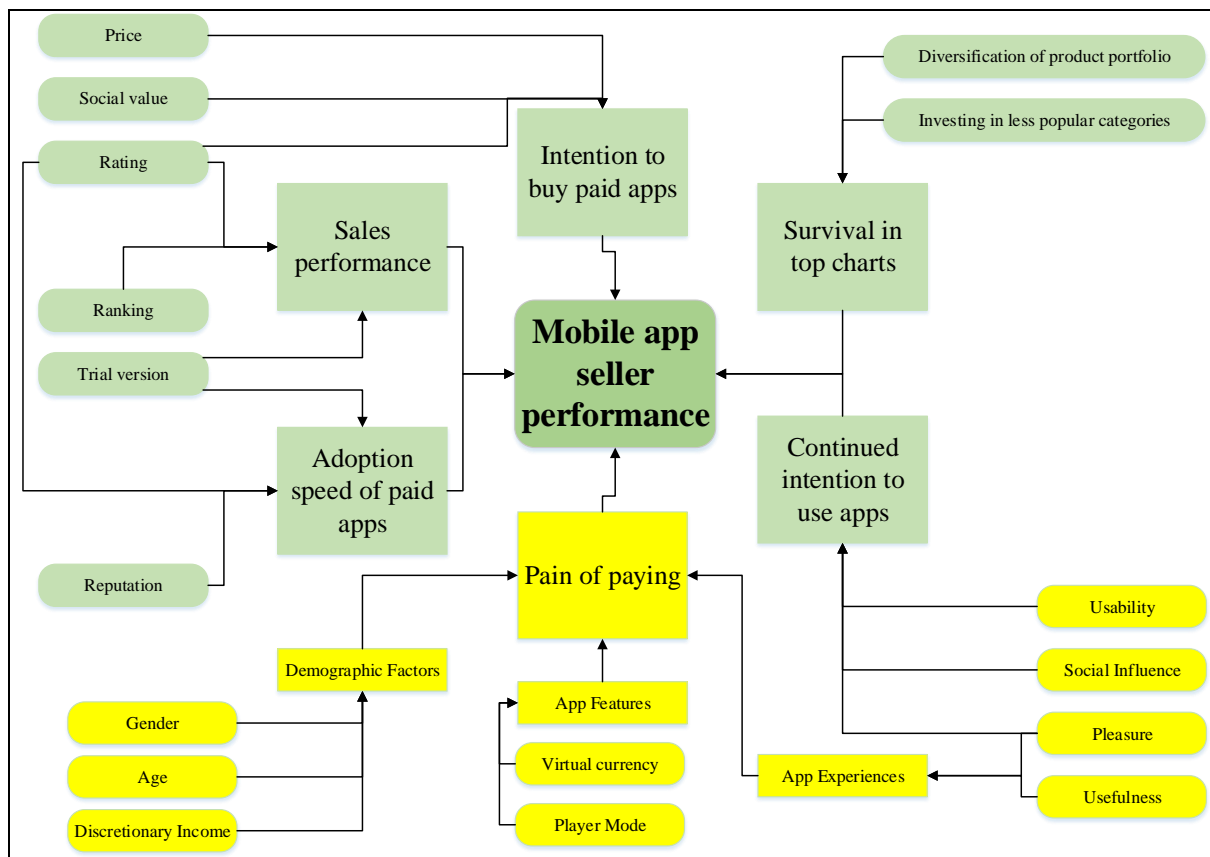 Price
Social value
Rating
Ranking
Trial version
Reputation
Sales
performance
Adoption
speed of paid
apps
Intention to
buy paid apps
Mobile app
seller
performance
Diversification of product portfolio
Investing in less popular categories
Survival in
top charts
Continued
intention to
use apps
Pain of paying
Demographic Factors
Gender
Age
Discretionary Income
App Features
Virtual currency
Player Mode
App Experiences
Usability
Social Influence
Pleasure
Usefulness